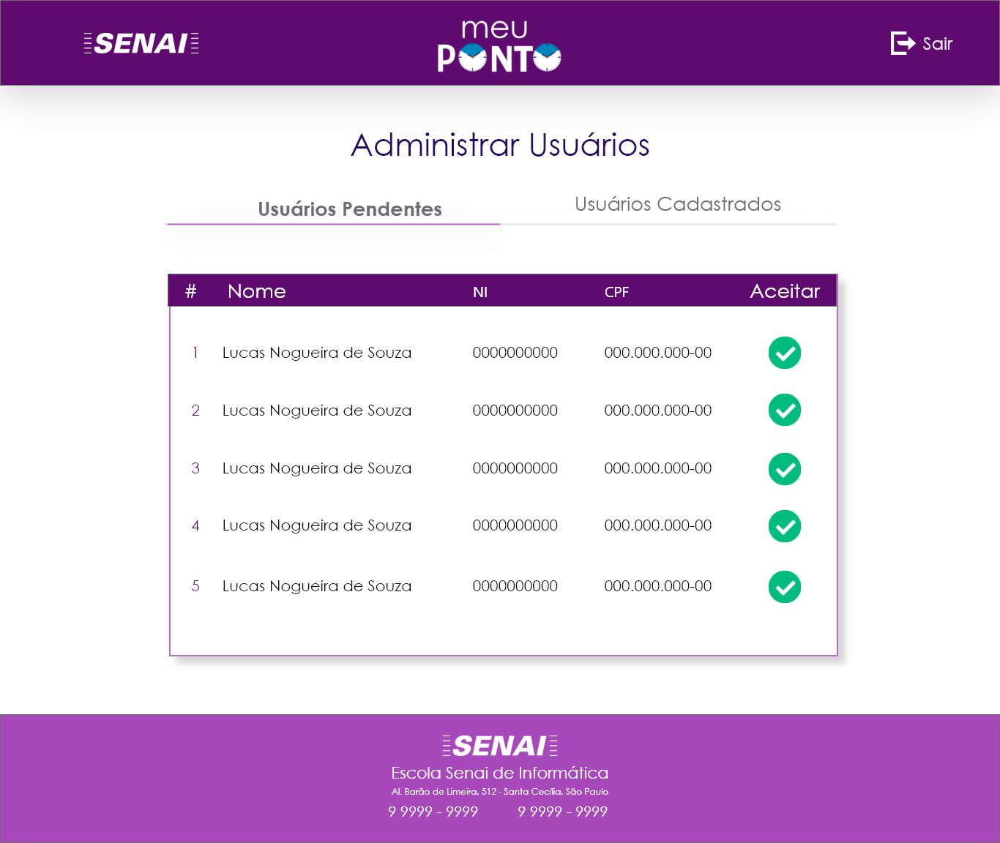 SENAI
meu
PONTO
Sair
Administrar Usuários
Usuários Pendentes
Usuários Cadastrados
# Nome NI CPF Aceitar
1 Lucas Nogueira de Souza 0000000000 000.000.000-00
2 Lucas Nogueira de Souza 0000000000 000.000.000-00
3 Lucas Nogueira de Souza 0000000000 000.000.000-00
4 Lucas Nogueira de Souza 0000000000 000.000.000-00
5 Lucas Nogueira de Souza 0000000000 000.000.000-00
SENAI
Escola Senai de Informática
Al. Barão de Limeira, 512 - Santa Cecília, São Paulo
9 9999 - 9999 9 9999 - 9999